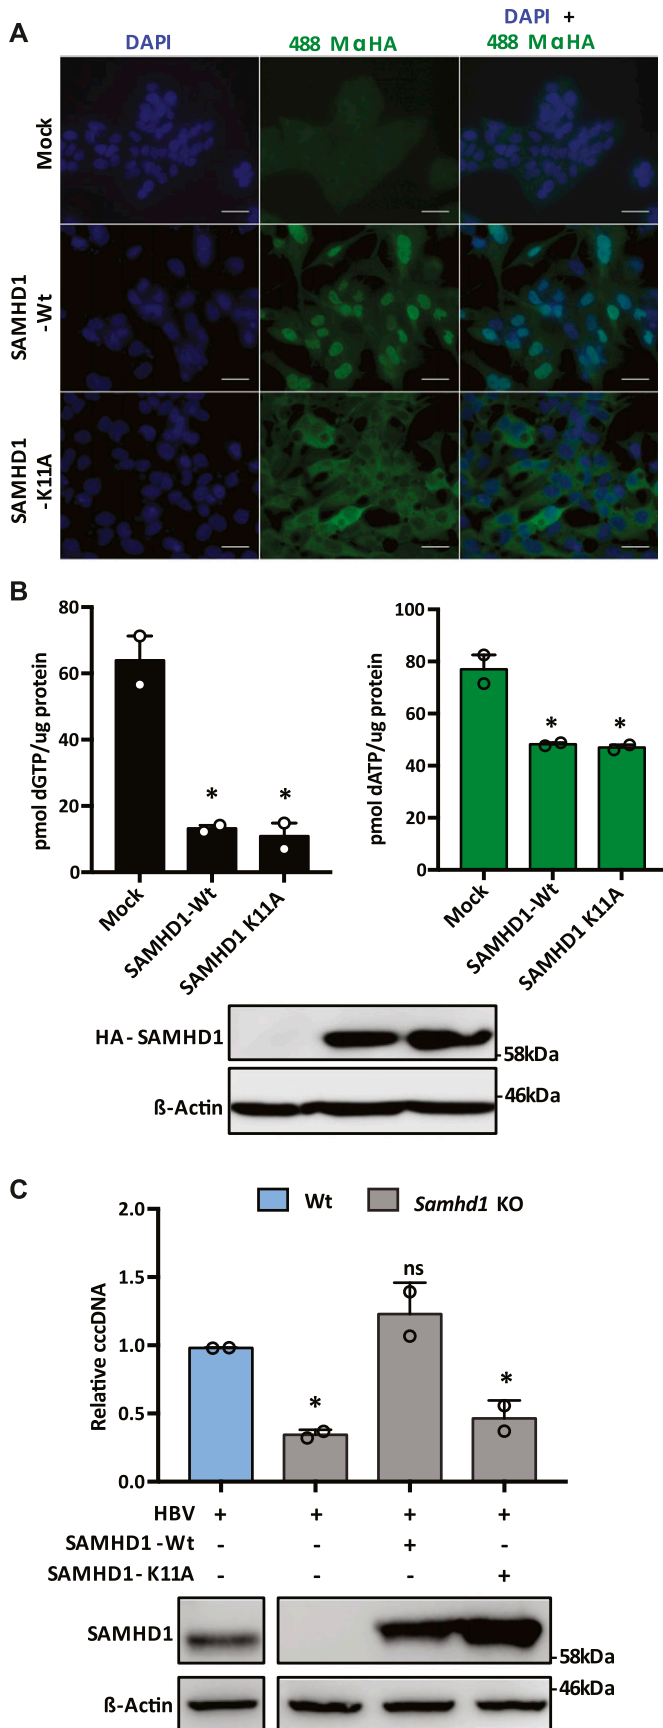 A
DAPI
488 MαHA
DAPI +
488 MαHA
Mock
SAMHD1
-Wt
SAMHD1
-K11A
B
80
60
40
20
0
pmol dGTP/ug protein
*
*
Mock
SAMHD1-Wt
SAMHD1 K11A
100
80
60
40
20
0
pmol dATP/ug protein
*
*
Mock
SAMHD1-Wt
SAMHD1 K11A
HA - SAMHD1
-58kDa
ß-Actin
-46kDa
C
Wt
Samhd1 KO
2.0
1.5
1.0
0.5
0.0
Relative cccDNA
*
ns
*
HBV + + + +
SAMHD1 -Wt - - + -
SAMHD1- K11A - - - +
SAMHD1
-58kDa
-46kDa
ß-Actin